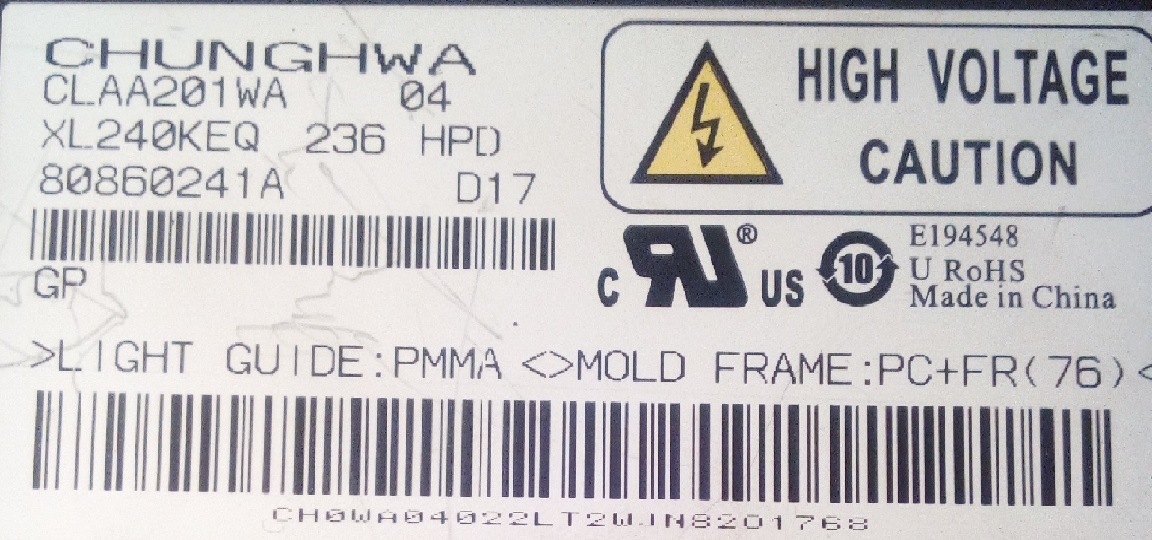 CHUNGHWA
CLAA201WA 04
XL240KEQ 236 HPD
80860241A D17
GP
HIGH VOLTAGE
CAUTION
C RU® US 10
E194548
U RoHS
Made in China
>LIGHT GUIDE:PMMA <>MOLD FRAME:PC+FR(76)<
CH0WA04022LT2WJN8201768